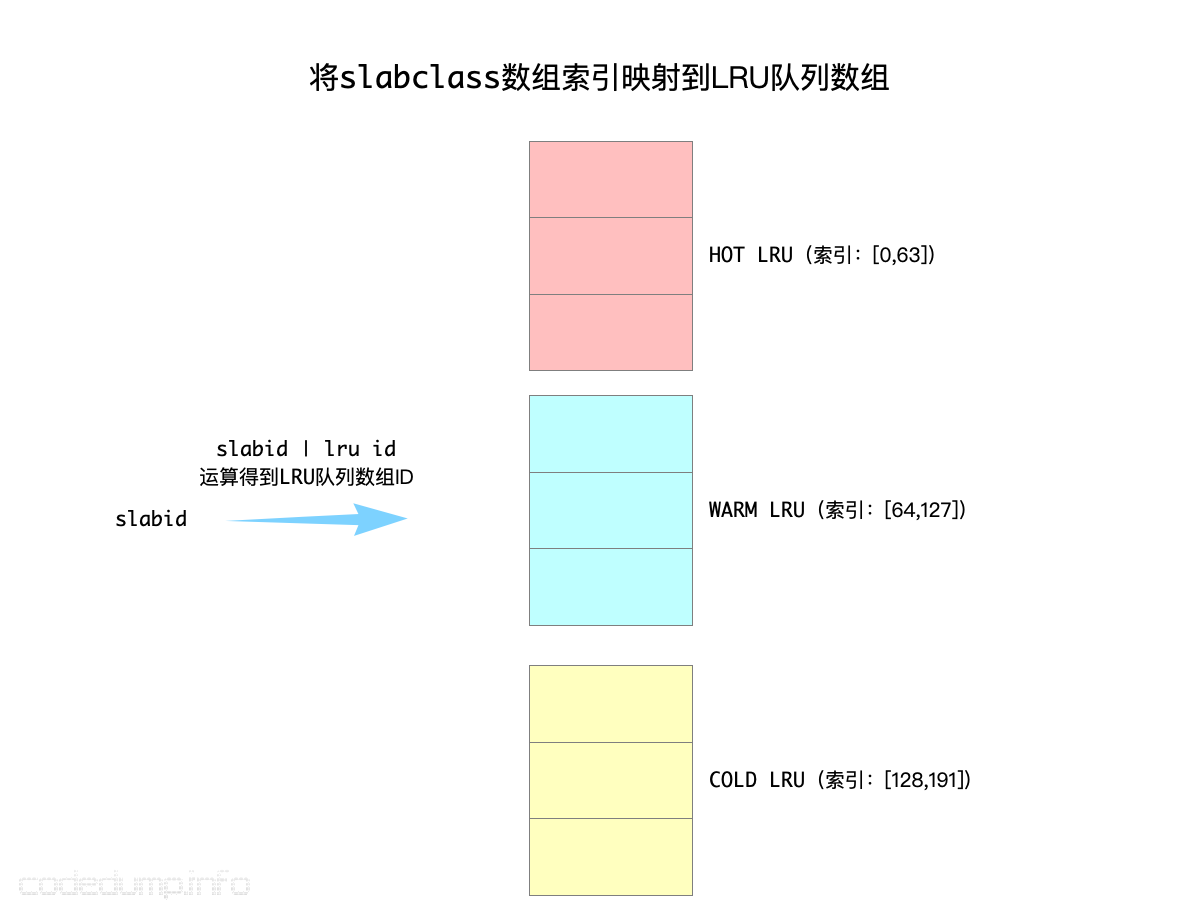 将slabclass数组索引映射到LRU队列数组
HOT LRU（索引：[0,63]）
slabid | lru id
运算得到LRU队列数组ID
slabid
WARM LRU（索引：[64,127]）
COLD LRU（索引：[128,191]）
codedump.info